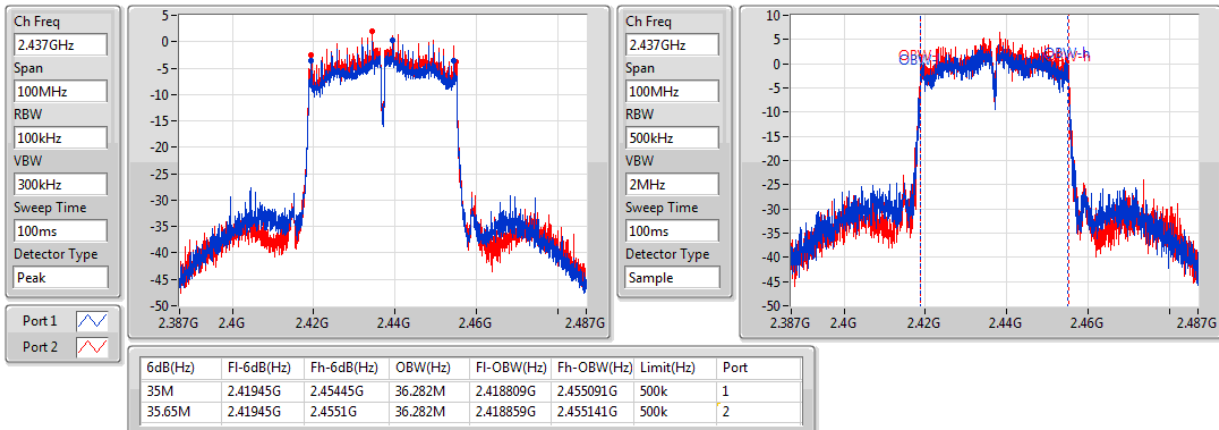 Ch Freq
2.437GHz
Span
100MHz
RBW
100kHz
VBW
300kHz
Sweep Time
100ms
Detector Type
Peak
Port 1
Port 2
5
0
-5
-10
-15
-20
-25
-30
-35
-40
-45
-50
2.387G 2.4G 2.42G 2.44G 2.46G 2.487G
Ch Freq
2.437GHz
Span
100MHz
RBW
500kHz
VBW
2MHz
Sweep Time
100ms
Detector Type
Sample
10
5
0
-5
-10
-15
-20
-25
-30
-35
-40
-45
-50
2.387G 2.4G 2.42G 2.44G 2.46G 2.487G
6dB(Hz) Fl-6dB(Hz) Fh-6dB(Hz) OBW(Hz) Fl-OBW(Hz) Fh-OBW(Hz) Limit(Hz) Port
35M 2.41945G 2.45445G 36.282M 2.418809G 2.455091G 500k 1
35.65M 2.41945G 2.4551G 36.282M 2.418859G 2.455141G 500k 2